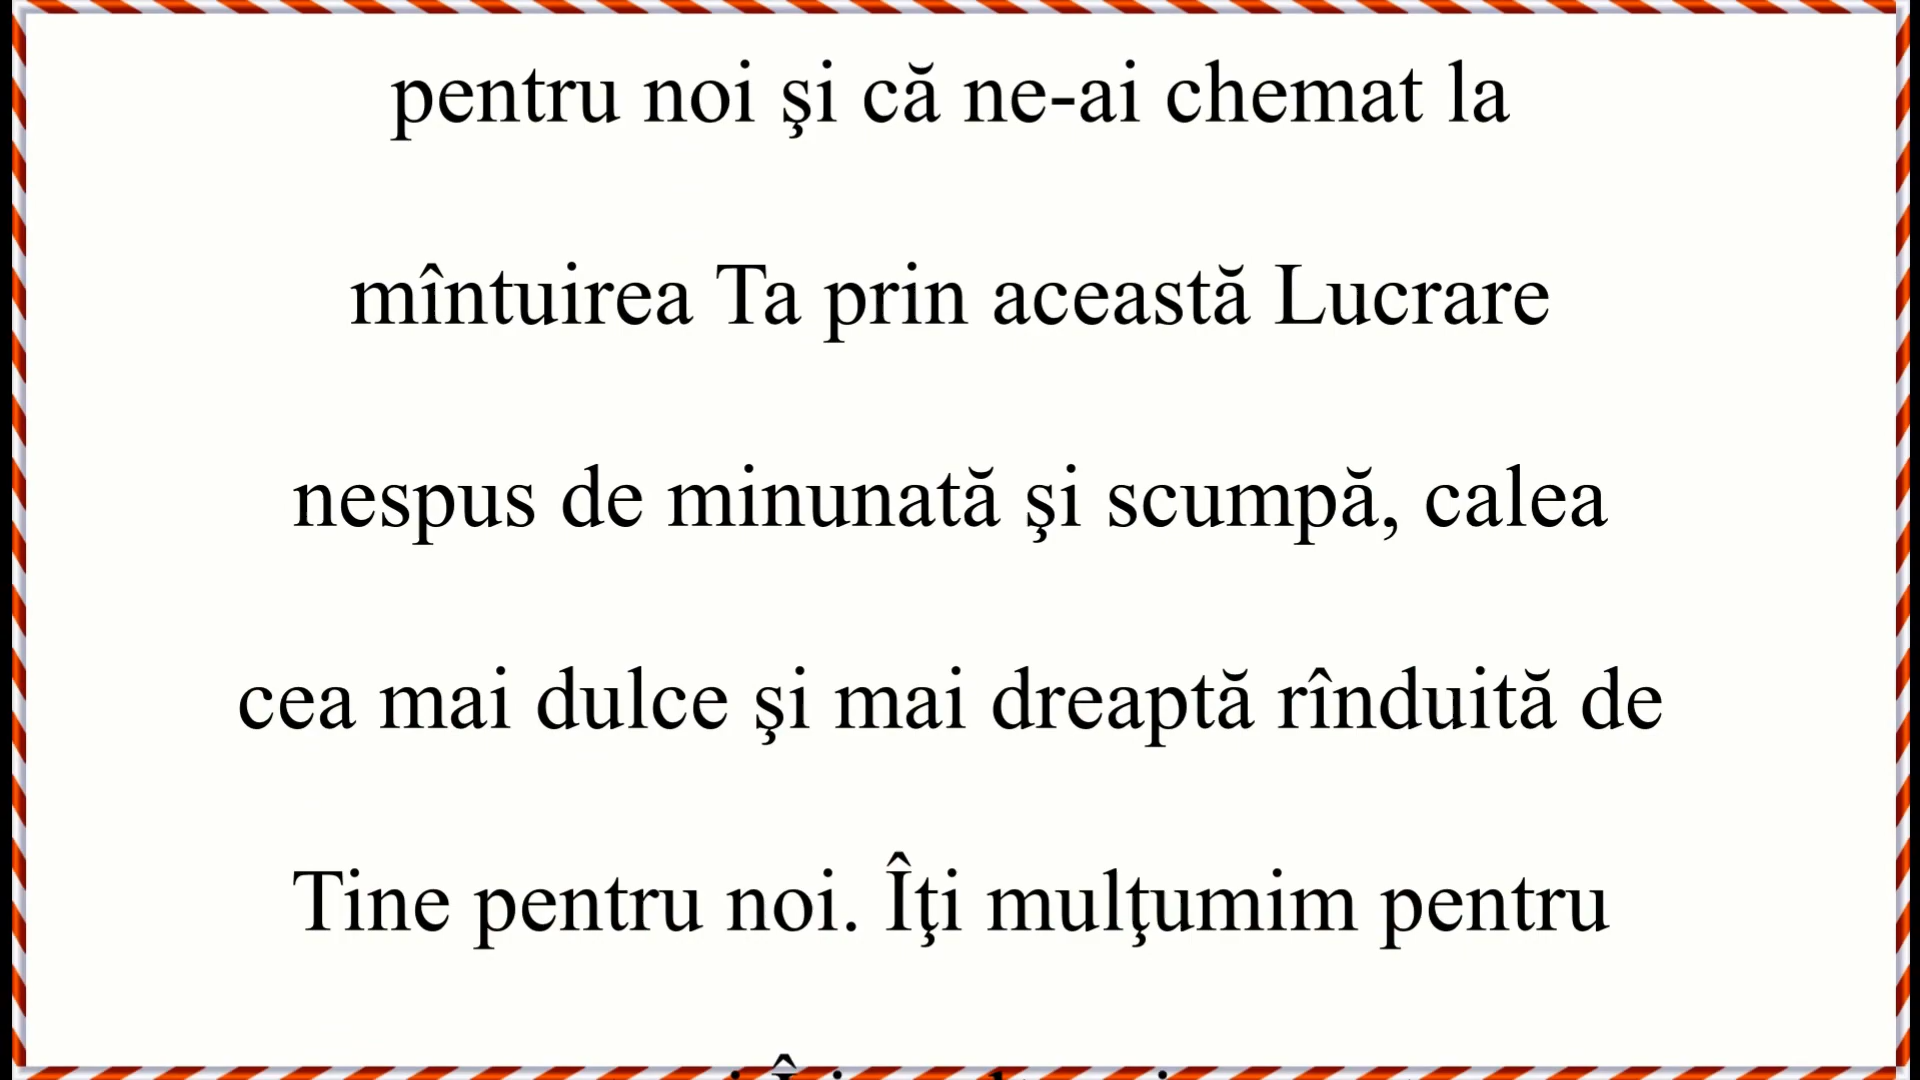 pentru noi şi că ne-ai chemat la
mîntuirea Ta prin această Lucrare
nespus de minunată şi scumpă, calea
cea mai dulce şi mai dreaptă rînduită de
Tine pentru noi. Îţi mulţumim pentru